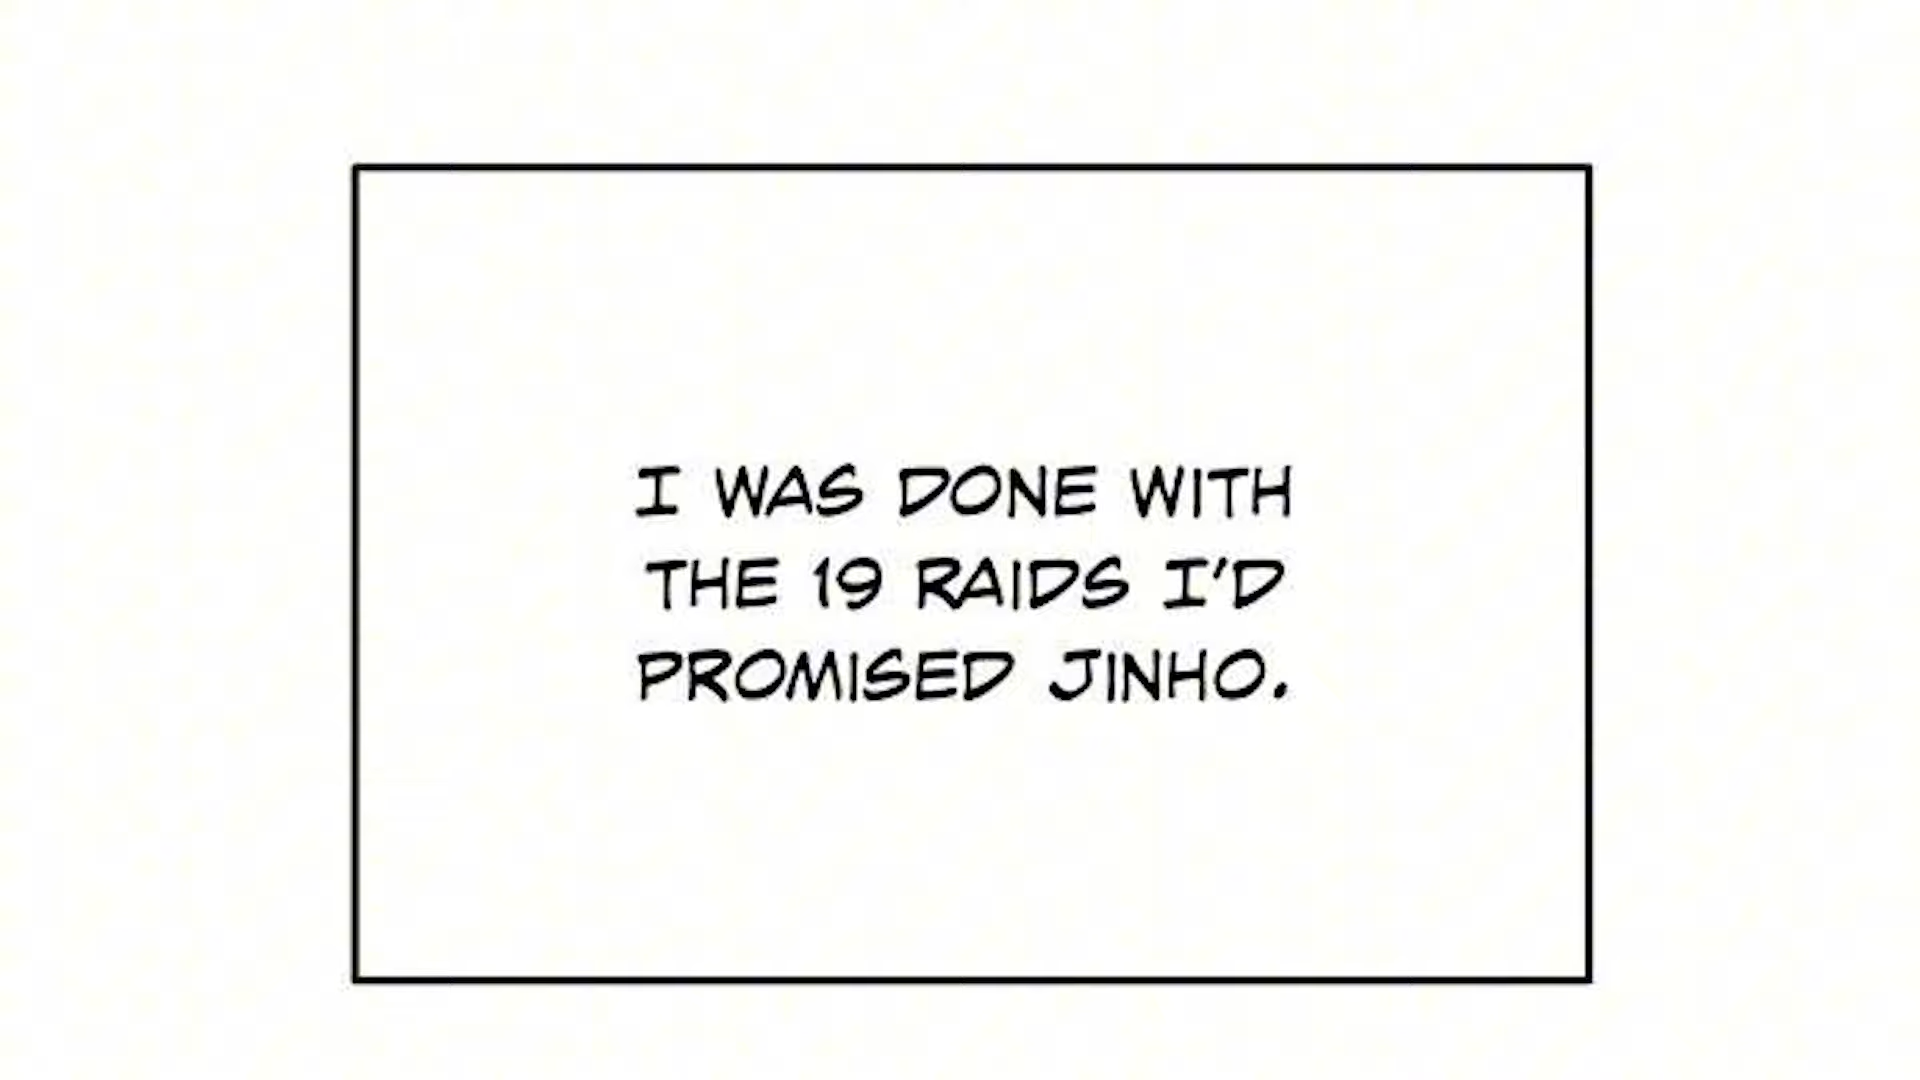 I WAS DONE WITH
THE 19 RAIDS I'D
PROMISED JINHO.